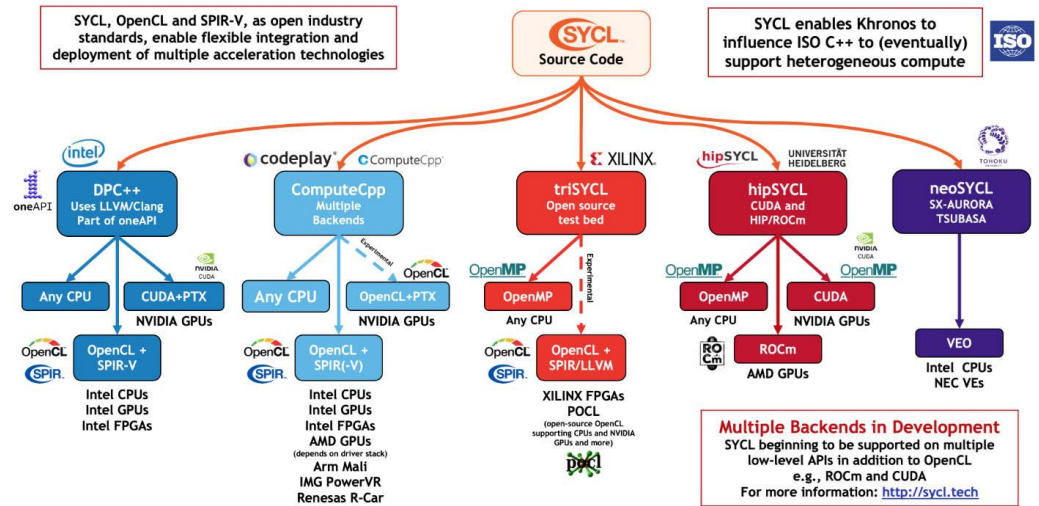 SYCL, OpenCL and SPIR-V, as open industry
standards, enable flexible integration and
deployment of multiple acceleration technologies
SYCL™
Source Code
SYCL enables Khronos to
influence ISO C++ to (eventually)
support heterogeneous compute
ISO
intel
oneAPI
DPC++
Uses LLVM/Clang
Part of oneAPI
codeplay
ComputeCpp
ComputeCpp
Multiple
Backends
XILINX
triSYCL
Open source
test bed
hipSYCL
UNIVERSITÄT
HEIDELBERG
hipSYCL
CUDA and
HIP/ROCm
TOHOKU
UNIVERSITY
neoSYCL
SX-AURORA
TSUBASA
Any CPU
NVIDIA
CUDA
CUDA+PTX
NVIDIA GPUs
OpenCL
SPIR
OpenCL +
SPIR-V
Intel CPUs
Intel GPUs
Intel FPGAs
Any CPU
Experimental
OpenCL
OpenCL+PTX
NVIDIA GPUs
OpenCL
SPIR
OpenCL +
SPIR(-V)
Intel CPUs
Intel GPUs
Intel FPGAs
AMD GPUs
(depends on driver stack)
Arm Mali
IMG PowerVR
Renesas R-Car
OpenMP
OpenMP
Any CPU
Experimental
OpenCL
SPIR
OpenCL +
SPIR/LLVM
XILINX FPGAs
POCL
(open-source OpenCL
supporting CPUs and NVIDIA
GPUs and more)
pocl
OpenMP
OpenMP
Any CPU
NVIDIA
CUDA
OpenMP
CUDA
NVIDIA GPUs
ROCm
ROCm
AMD GPUs
VEO
Intel CPUs
NEC VEs
Multiple Backends in Development
SYCL beginning to be supported on multiple
low-level APIs in addition to OpenCL
e.g., ROCm and CUDA
For more information: http://sycl.tech